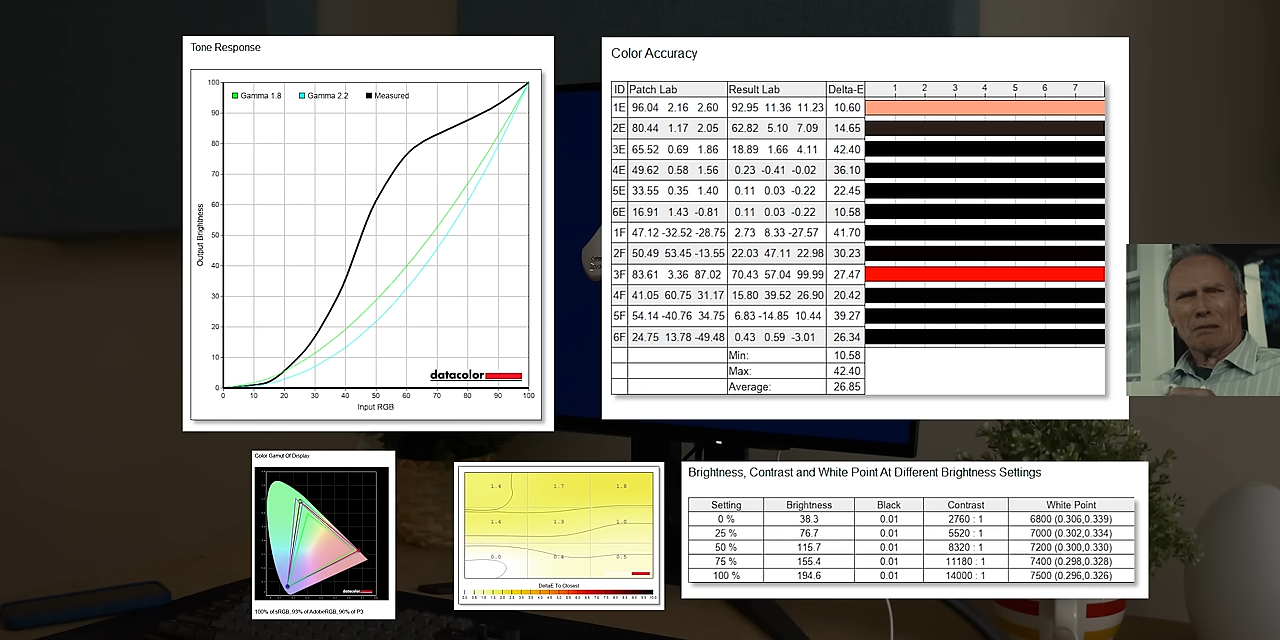 Tone Response
Gamma 1.8 Gamma 2.2 Measured
100
90
80
70
60
50
40
30
20
10
0
Output Brightness
0 10 20 30 40 50 60 70 80 90 100
Input RGB
datacolor
Color Accuracy
ID Patch Lab Result Lab Delta-E 1 2 3 4 5 6 7
1E 96.04 2.16 2.60 92.95 11.36 11.23 10.60
2E 80.44 1.17 2.05 62.82 5.10 7.09 14.65
3E 65.52 0.69 1.86 18.89 1.66 4.11 42.40
4E 49.62 0.58 1.56 0.23 -0.41 -0.02 36.10
5E 33.55 0.35 1.40 0.11 0.03 -0.22 22.45
6E 16.91 1.43 -0.81 0.11 0.03 -0.22 10.58
1F 47.12 -32.52 -28.75 2.73 8.33 -27.57 41.70
2F 50.49 53.45 -13.55 22.03 47.11 22.98 30.23
3F 83.61 3.36 87.02 70.43 57.04 99.99 27.47
4F 41.05 60.75 31.17 15.80 39.52 26.90 20.42
5F 54.14 -40.76 34.75 6.83 -14.85 10.44 39.27
6F 24.75 13.78 -49.48 0.43 0.59 -3.01 26.34
Min: 10.58
Max: 42.40
Average: 26.85
Color Gamut Of Display
100% of sRGB, 93% of AdobeRGB, 96% of P3
1.4 1.7 1.8
1.4 1.3 1.0
0.0 0.4 0.5
DeltaE To Closest
Brightness, Contrast and White Point At Different Brightness Settings
Setting Brightness Black Contrast White Point
0 % 38.3 0.01 2760 : 1 6800 (0.306,0.339)
25 % 76.7 0.01 5520 : 1 7000 (0.302,0.334)
50 % 115.7 0.01 8320 : 1 7200 (0.300,0.330)
75 % 155.4 0.01 11180 : 1 7400 (0.298,0.328)
100 % 194.6 0.01 14000 : 1 7500 (0.296,0.326)